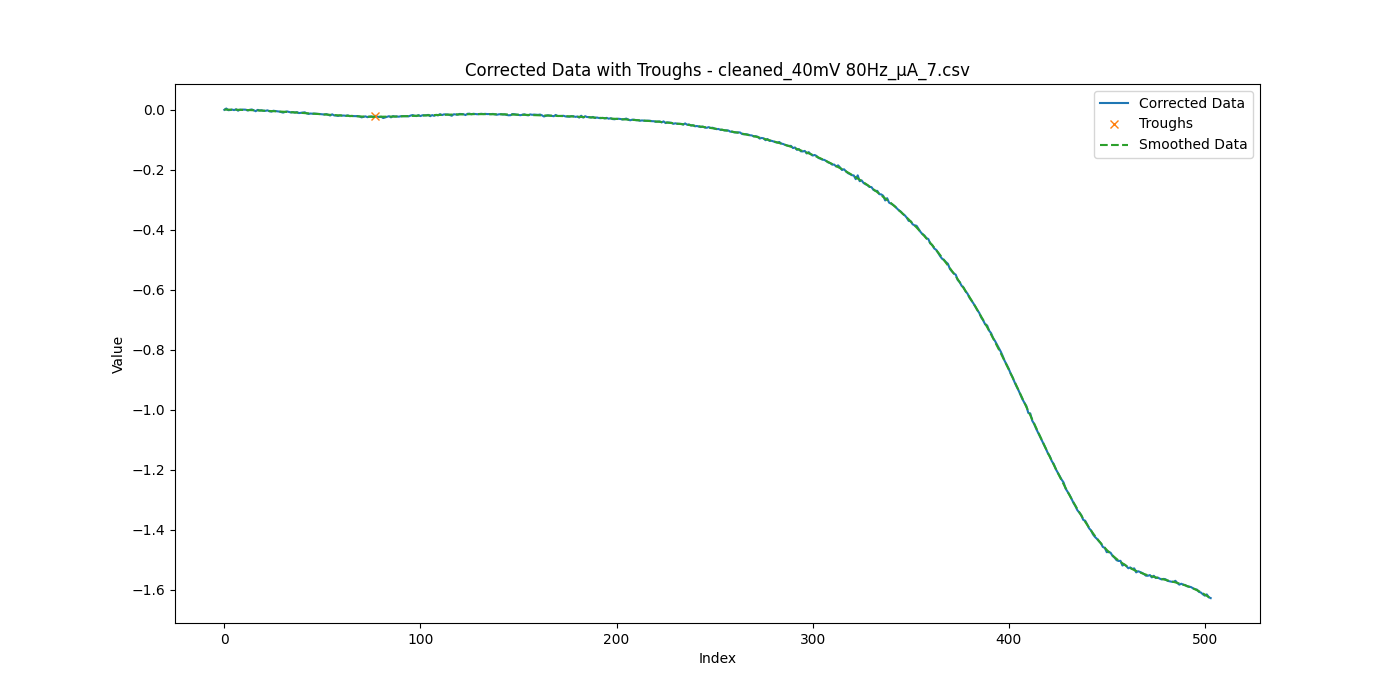 Corrected Data with Troughs - cleaned_40mV 80Hz_µA_7.csv
Corrected Data
Troughs
Smoothed Data
Value
0.0
−0.2
−0.4
−0.6
−0.8
−1.0
−1.2
−1.4
−1.6
0
100
200
300
400
500
Index